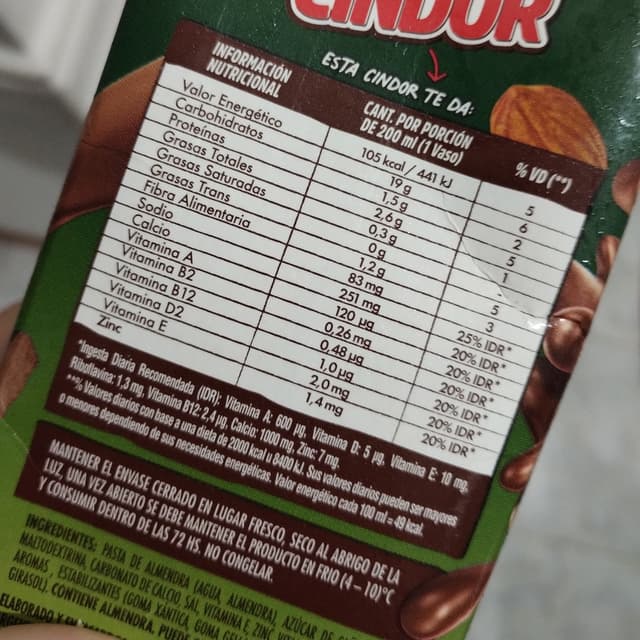 CINDOR
ESTA CINDOR TE DA:
INFORMACIÓN NUTRICIONAL CANT. POR PORCIÓN DE 200 ml (1 Vaso) % VD (**)
Valor Energético 105 kcal / 441 kJ 5
Carbohidratos 19 g 6
Proteínas 1,5 g 2
Grasas Totales 2,6 g 5
Grasas Saturadas 0,3 g 1
Grasas Trans 0 g -
Fibra Alimentaria 1,2 g 5
Sodio 83 mg 3
Calcio 251 mg 25% IDR*
Vitamina A 120 µg 20% IDR*
Vitamina B2 0,26 mg 20% IDR*
Vitamina B12 0,48 µg 20% IDR*
Vitamina D2 1,0 µg 20% IDR*
Vitamina E 2,0 mg 20% IDR*
Zinc 1,4 mg 20% IDR*
*Ingesta Diaria Recomendada (IDR): Vitamina A: 600 µg, Vitamina D: 5 µg, Vitamina E: 10 mg,
Riboflavina: 1,3 mg, Vitamina B12: 2,4 µg, Calcio: 1000 mg, Zinc: 7 mg.
**% Valores diarios con base a una dieta de 2000 kcal u 8400 kJ. Sus valores diarios pueden ser mayores
o menores dependiendo de sus necesidades energéticas. Valor energético cada 100 ml = 49 kcal.
MANTENER EL ENVASE CERRADO EN LUGAR FRESCO, SECO AL ABRIGO DE LA
LUZ. UNA VEZ ABIERTO SE DEBE MANTENER EL PRODUCTO EN FRIO (4 – 10)°C
Y CONSUMIR DENTRO DE LAS 72 HS. NO CONGELAR.
INGREDIENTES: PASTA DE ALMENDRA (AGUA, ALMENDRA), AZÚCAR DE
MALTODEXTRINA, CARBONATO DE CALCIO, SAL, VITAMINA E, ZINC
AROMAS, ESTABILIZANTES (GOMA XÁNTICA, GOMA
GIRASOL). CONTIENE ALMENDRA. PUEDE
ELABORADO